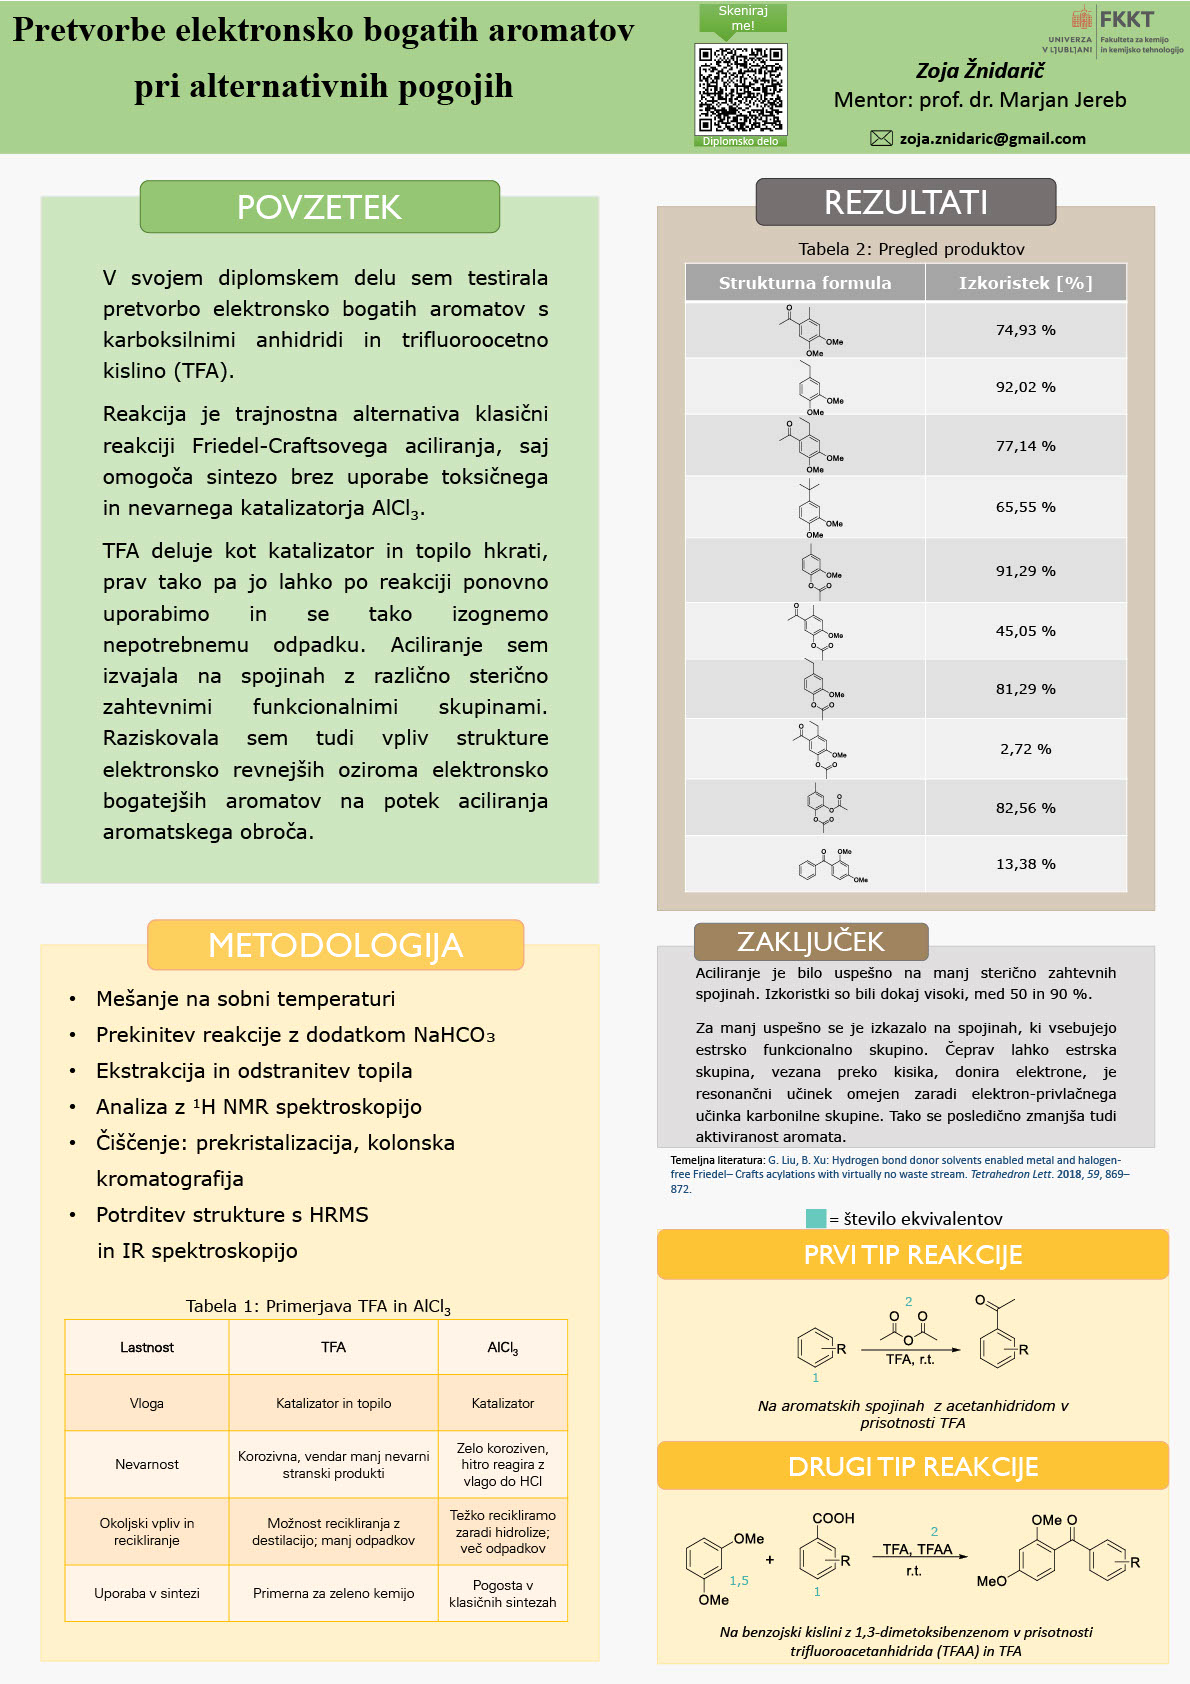 Pretvorbe elektronsko bogatih aromatov
pri alternativnih pogojih
Skeniraj
me!
Diplomsko delo
UNIVERZA
V LJUBLJANI
FKKT
Fakulteta za kemijo
in kemijsko tehnologijo
Zoja Žnidarič
Mentor: prof. dr. Marjan Jereb
zoja.znidaric@gmail.com
POVZETEK
V svojem diplomskem delu sem testirala
pretvorbo elektronsko bogatih aromatov s
karboksilnimi anhidridi in trifluoroocetno
kislino (TFA).
Reakcija je trajnostna alternativa klasični
reakciji Friedel-Craftsovega aciliranja, saj
omogoča sintezo brez uporabe toksičnega
in nevarnega katalizatorja AlCl₃.
TFA deluje kot katalizator in topilo hkrati,
prav tako pa jo lahko po reakciji ponovno
uporabimo in se tako izognemo
nepotrebnemu odpadku. Aciliranje sem
izvajala na spojinah z različno sterično
zahtevnimi funkcionalnimi skupinami.
Raziskovala sem tudi vpliv strukture
elektronsko revnejših oziroma elektronsko
bogatejših aromatov na potek aciliranja
aromatskega obroča.
METODOLOGIJA
• Mešanje na sobni temperaturi
• Prekinitev reakcije z dodatkom NaHCO₃
• Ekstrakcija in odstranitev topila
• Analiza z ¹H NMR spektroskopijo
• Čiščenje: prekristalizacija, kolonska
kromatografija
• Potrditev strukture s HRMS
in IR spektroskopijo
Tabela 1: Primerjava TFA in AlCl₃
Lastnost TFA AlCl₃
Vloga Katalizator in topilo Katalizator
Nevarnost
Korozivna, vendar manj nevarni
stranski produkti
Zelo koroziven,
hitro reagira z
vlago do HCl
Okoljski vpliv in
recikliranje
Možnost recikliranja z
destilacijo; manj odpadkov
Težko recikliramo
zaradi hidrolize;
več odpadkov
Uporaba v sintezi
Primerna za zeleno kemijo
Pogosta v
klasičnih sintezah
REZULTATI
Tabela 2: Pregled produktov
Strukturna formula Izkoristek [%]
O
OMe
OMe
74,93 %
OMe
OMe
92,02 %
O
OMe
OMe
77,14 %
OMe
OMe
65,55 %
OMe
O O
91,29 %
O
OMe
O O
45,05 %
OMe
O O
81,29 %
O
OMe
O O
2,72 %
O
O
O O
82,56 %
O OMe
OMe
13,38 %
ZAKLJUČEK
Aciliranje je bilo uspešno na manj sterično zahtevnih
spojinah. Izkoristki so bili dokaj visoki, med 50 in 90 %.
Za manj uspešno se je izkazalo na spojinah, ki vsebujejo
estrsko funkcionalno skupino. Čeprav lahko estrska
skupina, vezana preko kisika, donira elektrone, je
resonančni učinek omejen zaradi elektron-privlačnega
učinka karbonilne skupine. Tako se posledično zmanjša tudi
aktiviranost aromata.
Temeljna literatura: G. Liu, B. Xu: Hydrogen bond donor solvents enabled metal and halogen-
free Friedel– Crafts acylations with virtually no waste stream. Tetrahedron Lett. 2018, 59, 869–
872.
= število ekvivalentov
PRVI TIP REAKCIJE
2
O O
O
R
1
TFA, r.t.
O
R
Na aromatskih spojinah z acetanhidridom v
prisotnosti TFA
DRUGI TIP REAKCIJE
OMe
OMe
1,5
+
COOH
R
1
2
TFA, TFAA
r.t.
OMe O
MeO
R
Na benzojski kislini z 1,3-dimetoksibenzenom v prisotnosti
trifluoroacetanhidrida (TFAA) in TFA